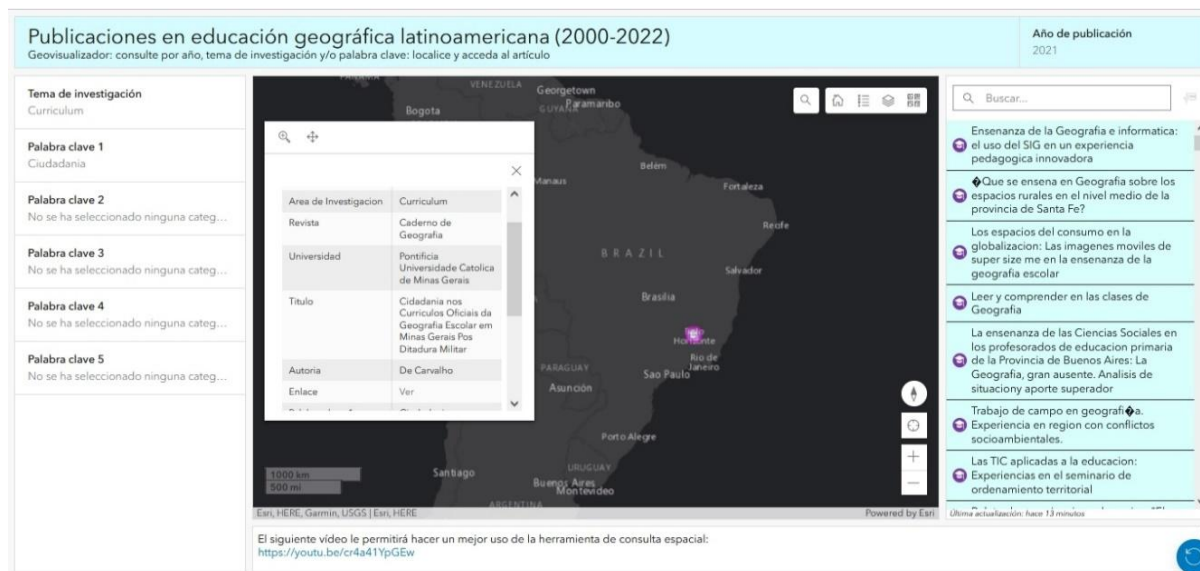 Publicaciones en educación geográfica latinoamericana (2000-2022)
Geovisualizador: consulte por año, tema de investigación y/o palabra clave: localice y acceda al artículo
Año de publicación
2021
Tema de investigación
Curriculum
Palabra clave 1
Ciudadania
Palabra clave 2
No se ha seleccionado ninguna categ...
Palabra clave 3
No se ha seleccionado ninguna categ...
Palabra clave 4
No se ha seleccionado ninguna categ...
Palabra clave 5
No se ha seleccionado ninguna categ...
VENEZUELA
Georgetown
Paramaribo
GUYANA
Bogota
Belém
Manaus
Fortaleza
Recife
BRAZIL
Salvador
Brasilia
Horizonte
Rio de
Janeiro
Sao Paulo
PARAGUAY
Asunción
Porto Alegre
Santiago
URUGUAY
Buenos Aires
Montevideo
ARGENTINA
Area de Investigacion Curriculum
Revista Caderno de
Geografia
Universidad Pontificia
Universidade Catolica
de Minas Gerais
Titulo Cidadania nos
Curriculos Oficiais da
Geografia Escolar em
Minas Gerais Pos
Ditadura Militar
Autoria De Carvalho
Enlace Ver
1000 km
500 mi
Esri, HERE, Garmin, USGS | Esri, HERE
Powered by Esri
Buscar...
Ensenanza de la Geografia e informatica:
el uso del SIG en un experiencia
pedagogica innovadora
�Que se ensena en Geografia sobre los
espacios rurales en el nivel medio de la
provincia de Santa Fe?
Los espacios del consumo en la
globalizacion: Las imagenes moviles de
super size me en la ensenanza de la
geografia escolar
Leer y comprender en las clases de
Geografia
La ensenanza de las Ciencias Sociales en
los profesorados de educacion primaria
de la Provincia de Buenos Aires: La
Geografia, gran ausente. Analisis de
situaciony aporte superador
Trabajo de campo en geografi�a.
Experiencia en region con conflictos
socioambientales.
Las TIC aplicadas a la educacion:
Experiencias en el seminario de
ordenamiento territorial
Última actualización: hace 13 minutos
El siguiente vídeo le permitirá hacer un mejor uso de la herramienta de consulta espacial:
https://youtu.be/cr4a41YpGEw